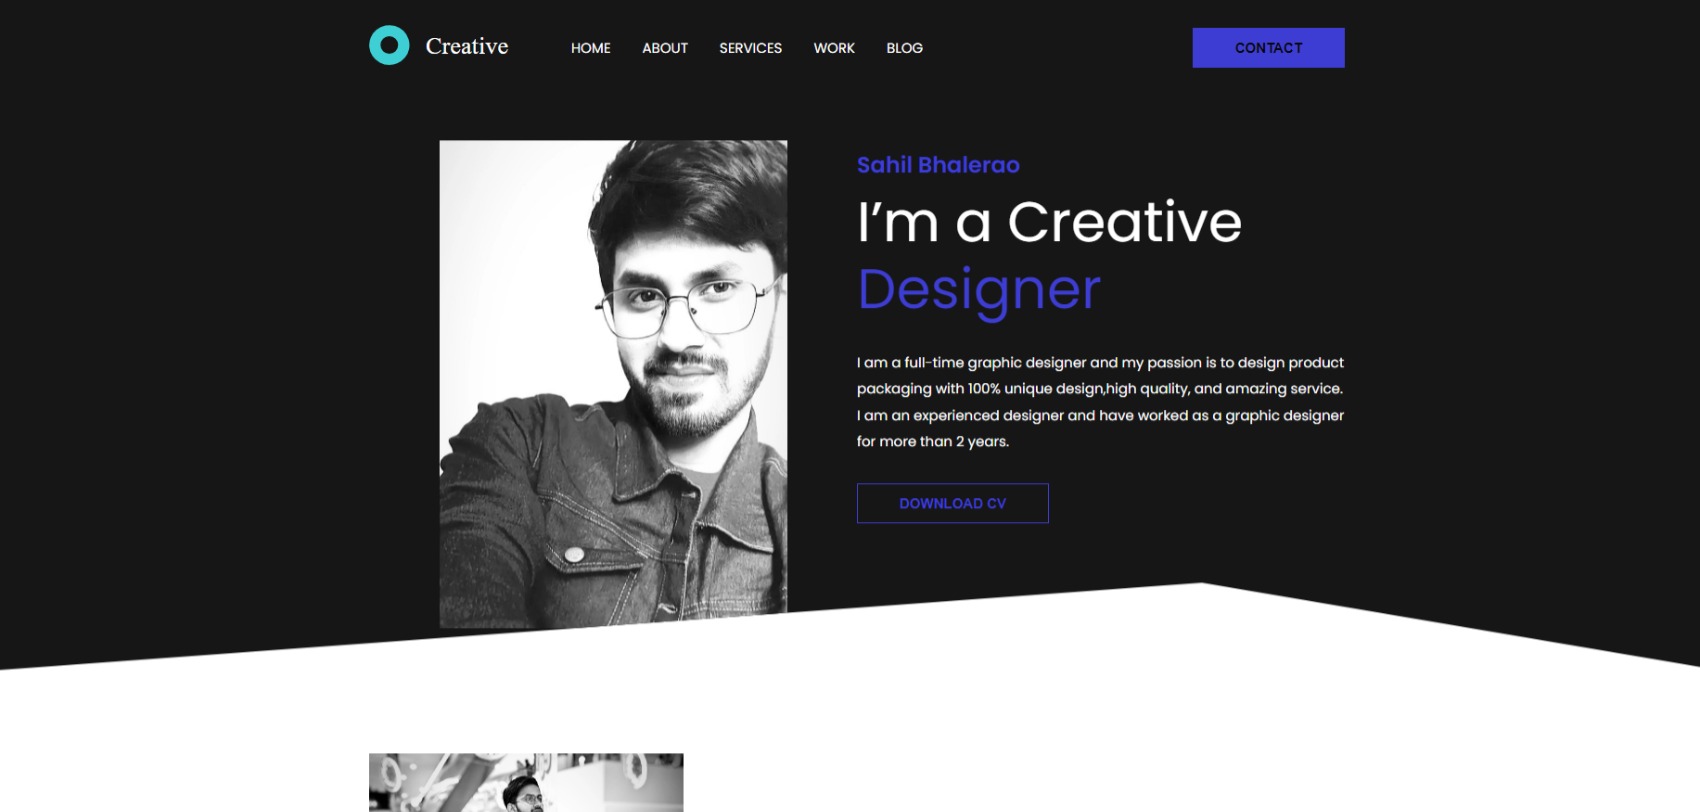 Creative
HOME
ABOUT
SERVICES
WORK
BLOG
CONTACT
Sahil Bhalerao
I'm a Creative
Designer
I am a full-time graphic designer and my passion is to design product
packaging with 100% unique design,high quality, and amazing service.
I am an experienced designer and have worked as a graphic designer
for more than 2 years.
DOWNLOAD CV